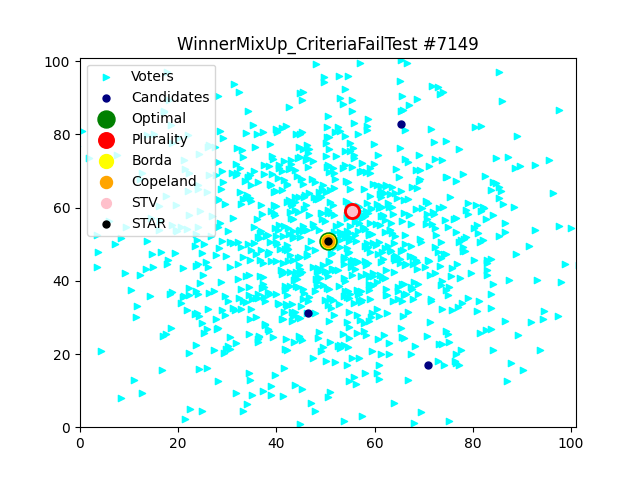 WinnerMixUp_CriteriaFailTest #7149
100
80
60
40
20
0
0 20 40 60 80 100
Voters
Candidates
Optimal
Plurality
Borda
Copeland
STV
STAR